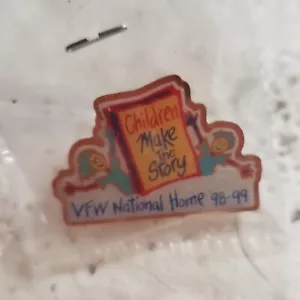 Children
Make
The
Story
VFW National Home 98-99